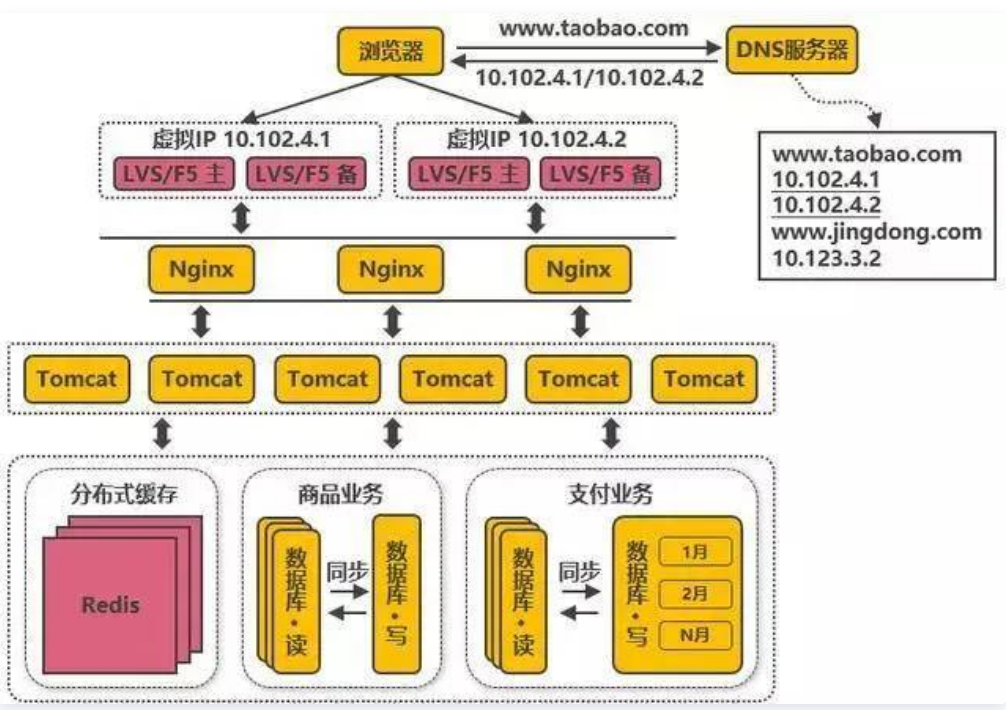 www.taobao.com
浏览器
DNS服务器
10.102.4.1/10.102.4.2
虚拟IP 10.102.4.1
LVS/F5 主
LVS/F5 备
虚拟IP 10.102.4.2
LVS/F5 主
LVS/F5 备
www.taobao.com
10.102.4.1
10.102.4.2
www.jingdong.com
10.123.3.2
Nginx
Nginx
Nginx
Tomcat
Tomcat
Tomcat
Tomcat
Tomcat
Tomcat
分布式缓存
Redis
商品业务
数据库·读
同步
数据库·写
支付业务
数据库·读
同步
数据库·写
1月
2月
N月